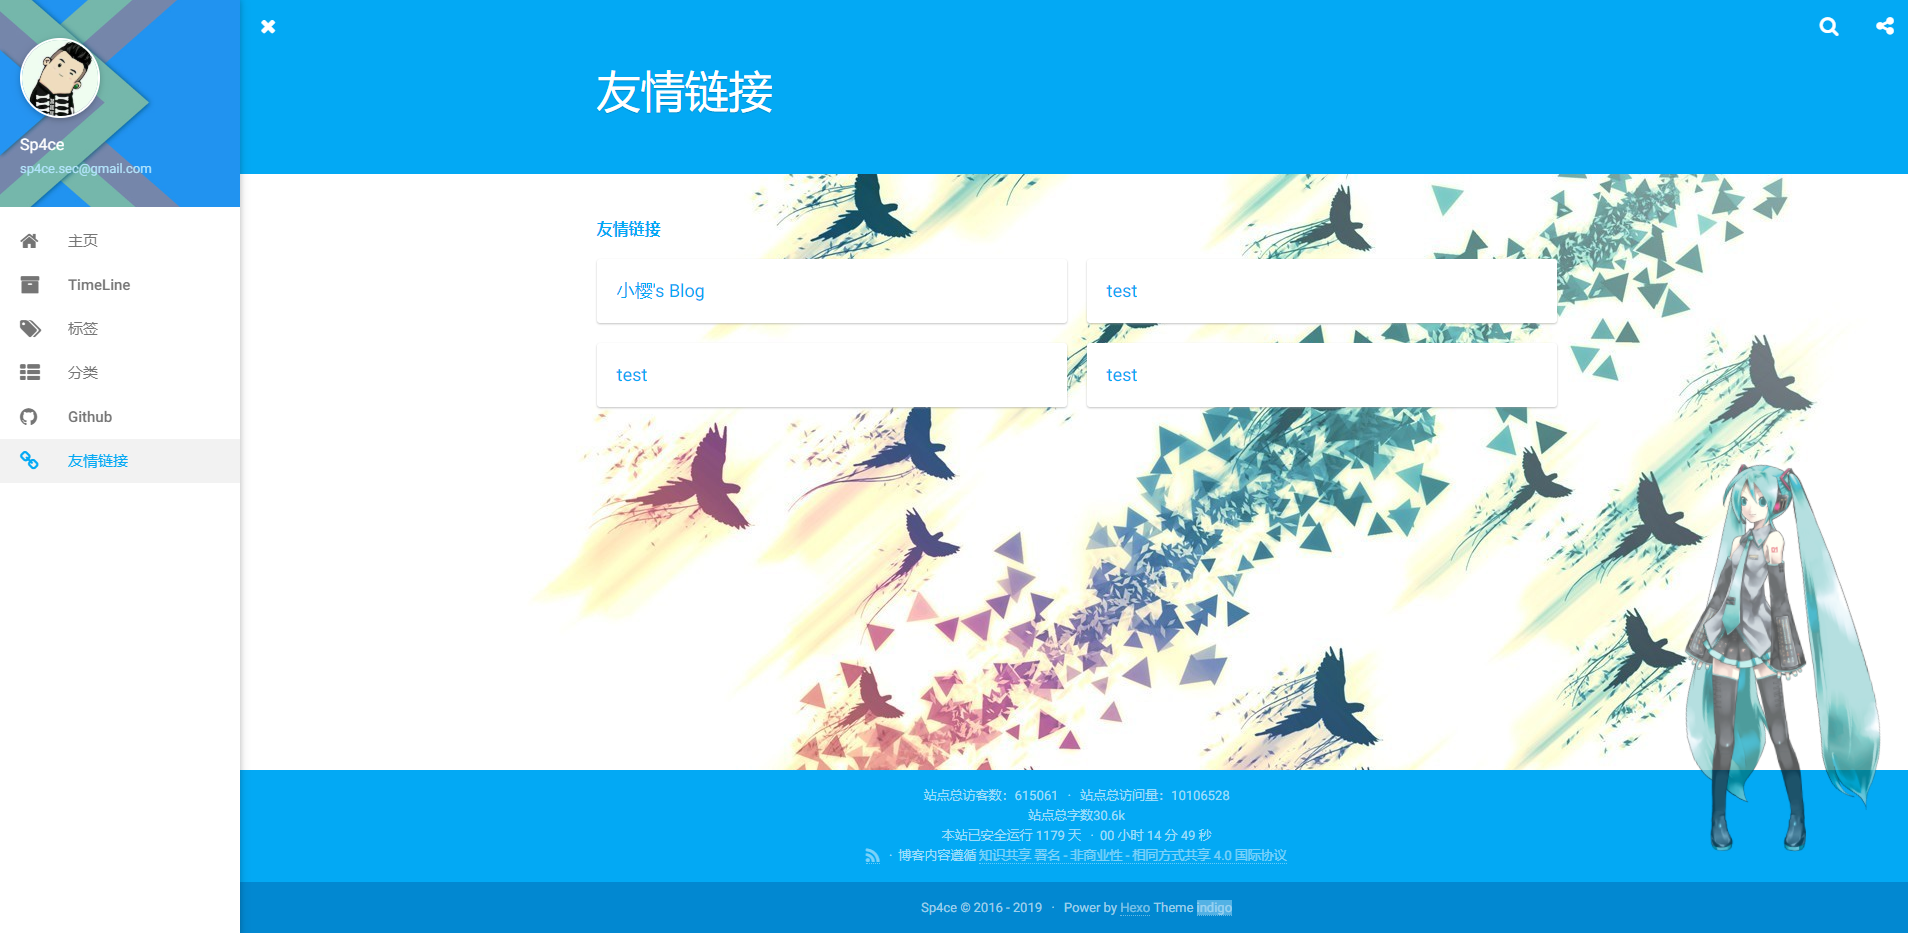 友情链接
Sp4ce
sp4ce.sec@gmail.com
主页
TimeLine
标签
分类
Github
友情链接
友情链接
小樱's Blog
test
test
test
站点总访客数：615061 · 站点总访问量：10106528
站点总字数30.6k
本站已安全运行 1179 天 · 00 小时 14 分 49 秒
· 博客内容遵循 知识共享 署名 - 非商业性 - 相同方式共享 4.0 国际协议
Sp4ce © 2016 - 2019 · Power by Hexo Theme indigo